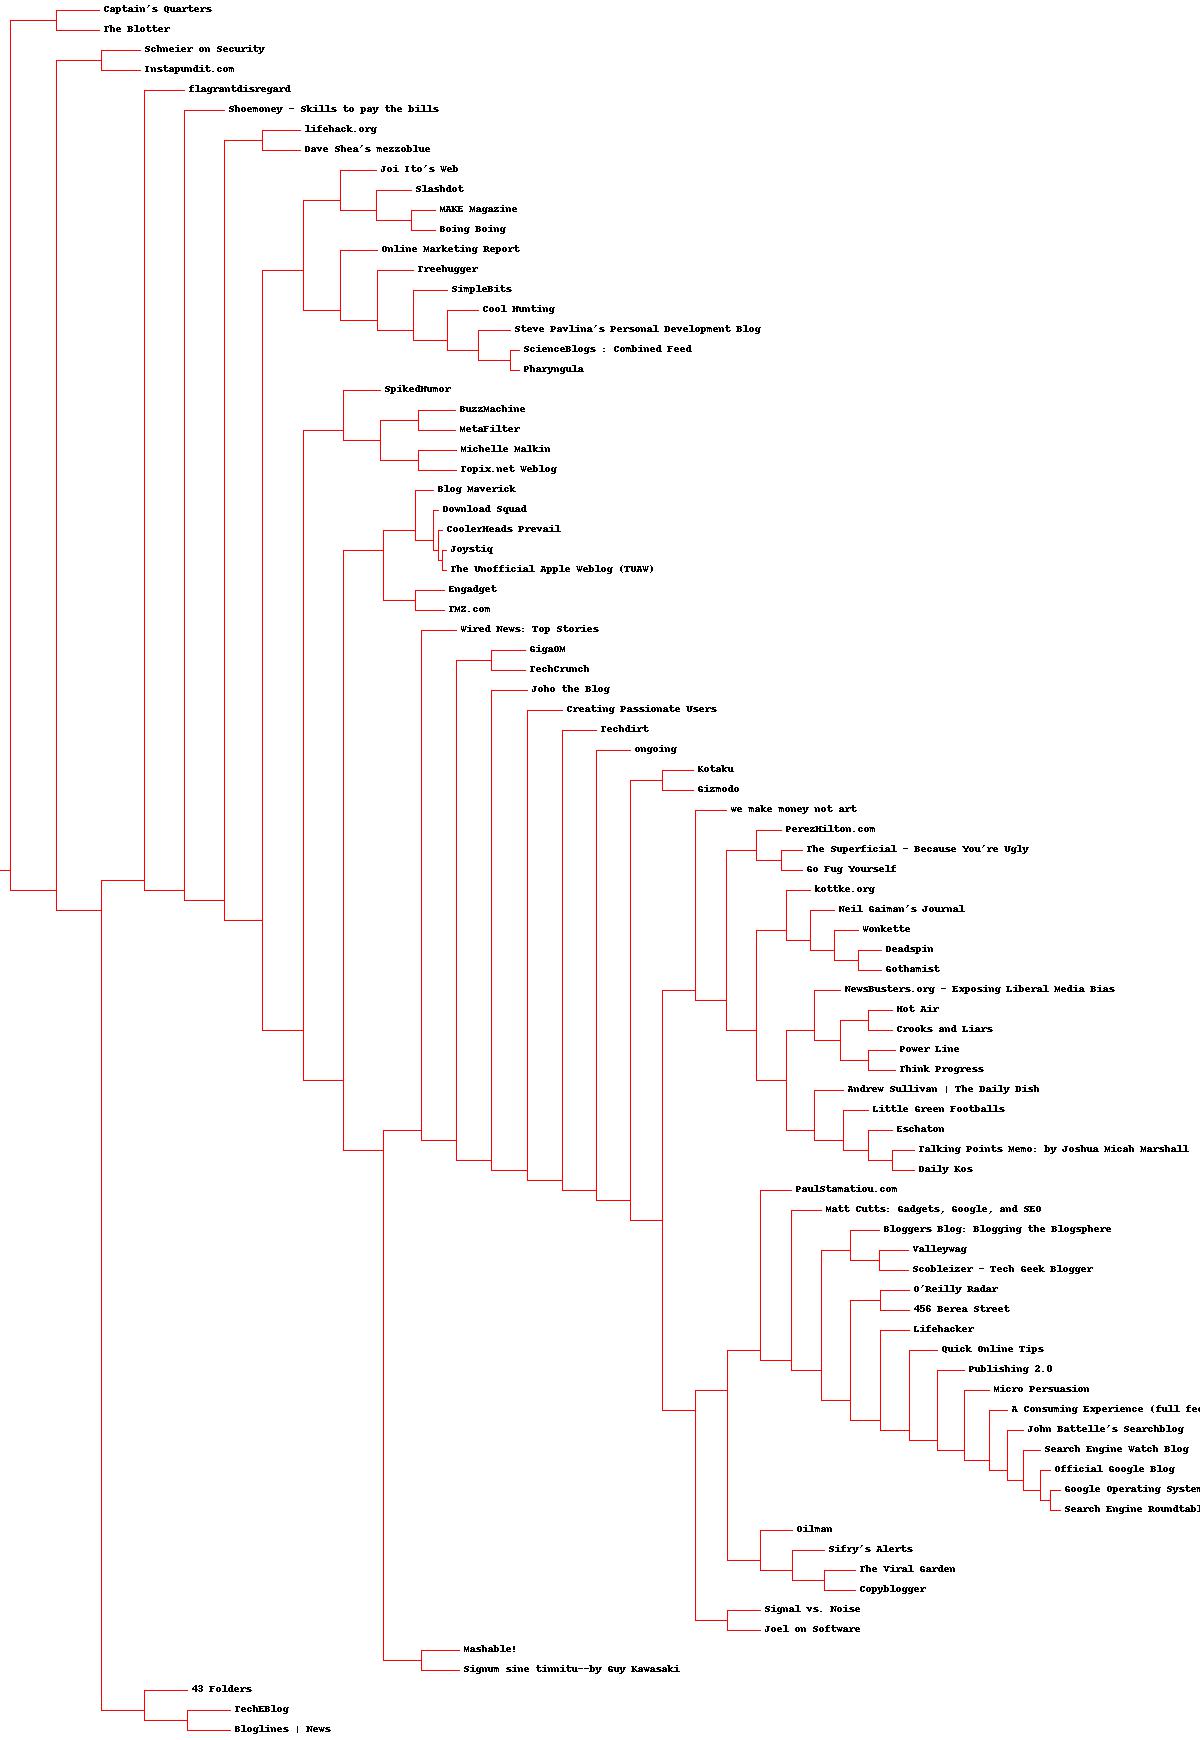 Captain's Quarters
The Blotter
Schneier on Security
Instapundit.com
flagrantdisregard
Shoemoney - Skills to pay the bills
lifehack.org
Dave Shea's mezzoblue
Joi Ito's Web
Slashdot
MAKE Magazine
Boing Boing
Online Marketing Report
Treehugger
SimpleBits
Cool Hunting
Steve Pavlina's Personal Development Blog
ScienceBlogs : Combined Feed
Pharyngula
SpikedHumor
BuzzMachine
MetaFilter
Michelle Malkin
Topix.net Weblog
Blog Maverick
Download Squad
CoolerHeads Prevail
Joystiq
The Unofficial Apple Weblog (TUAW)
Engadget
TMZ.com
Wired News: Top Stories
GigaOM
TechCrunch
Joho the Blog
Creating Passionate Users
Techdirt
ongoing
Kotaku
Gizmodo
we make money not art
PerezHilton.com
The Superficial - Because You're Ugly
Go Fug Yourself
kottke.org
Neil Gaiman's Journal
Wonkette
Deadspin
Gothamist
NewsBusters.org - Exposing Liberal Media Bias
Hot Air
Crooks and Liars
Power Line
Think Progress
Andrew Sullivan | The Daily Dish
Little Green Footballs
Eschaton
Talking Points Memo: by Joshua Micah Marshall
Daily Kos
PaulStamatiou.com
Matt Cutts: Gadgets, Google, and SEO
Bloggers Blog: Blogging the Blogsphere
Valleywag
Scobleizer - Tech Geek Blogger
O'Reilly Radar
456 Berea Street
Lifehacker
Quick Online Tips
Publishing 2.0
Micro Persuasion
A Consuming Experience (full fee
John Battelle's Searchblog
Search Engine Watch Blog
Official Google Blog
Google Operating System
Search Engine Roundtabl
Oilman
Sifry's Alerts
The Viral Garden
Copyblogger
Signal vs. Noise
Joel on Software
Mashable!
Signum sine tinnitu--by Guy Kawasaki
43 Folders
TechEBlog
Bloglines | News